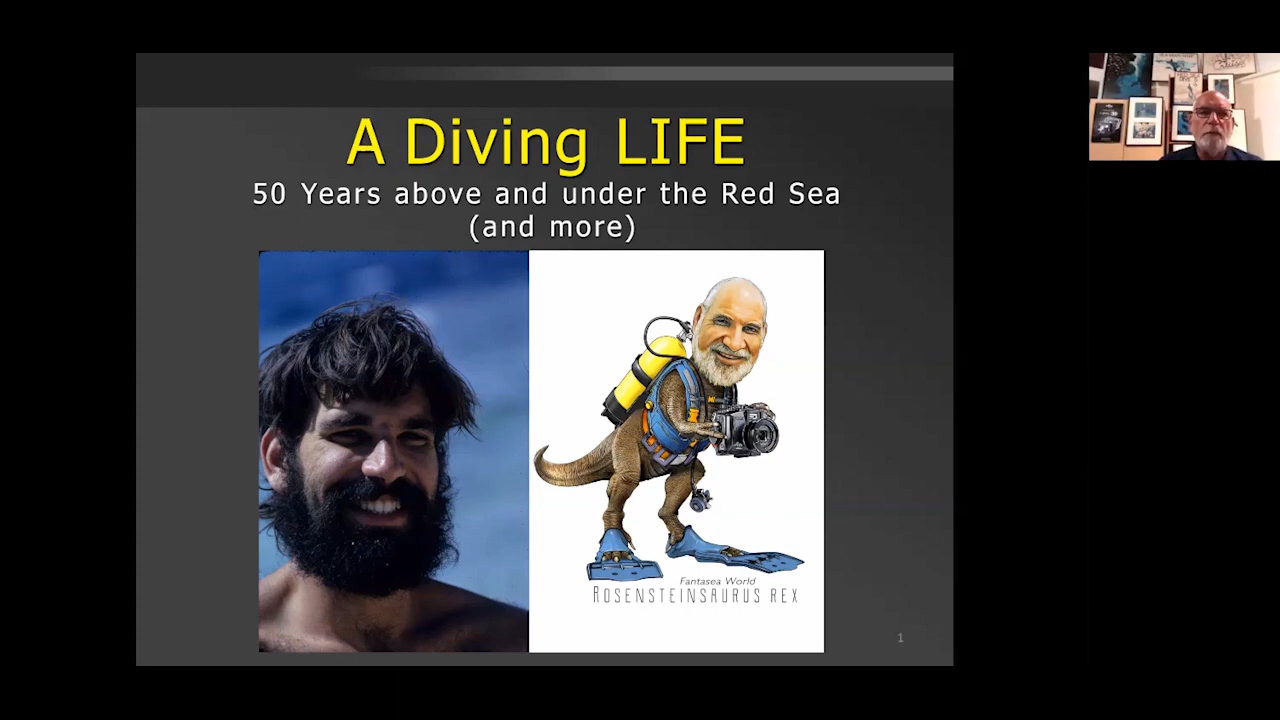 A Diving LIFE
50 Years above and under the Red Sea
(and more)
Fantasea World
ROSENSTEINSAURUS REX
1